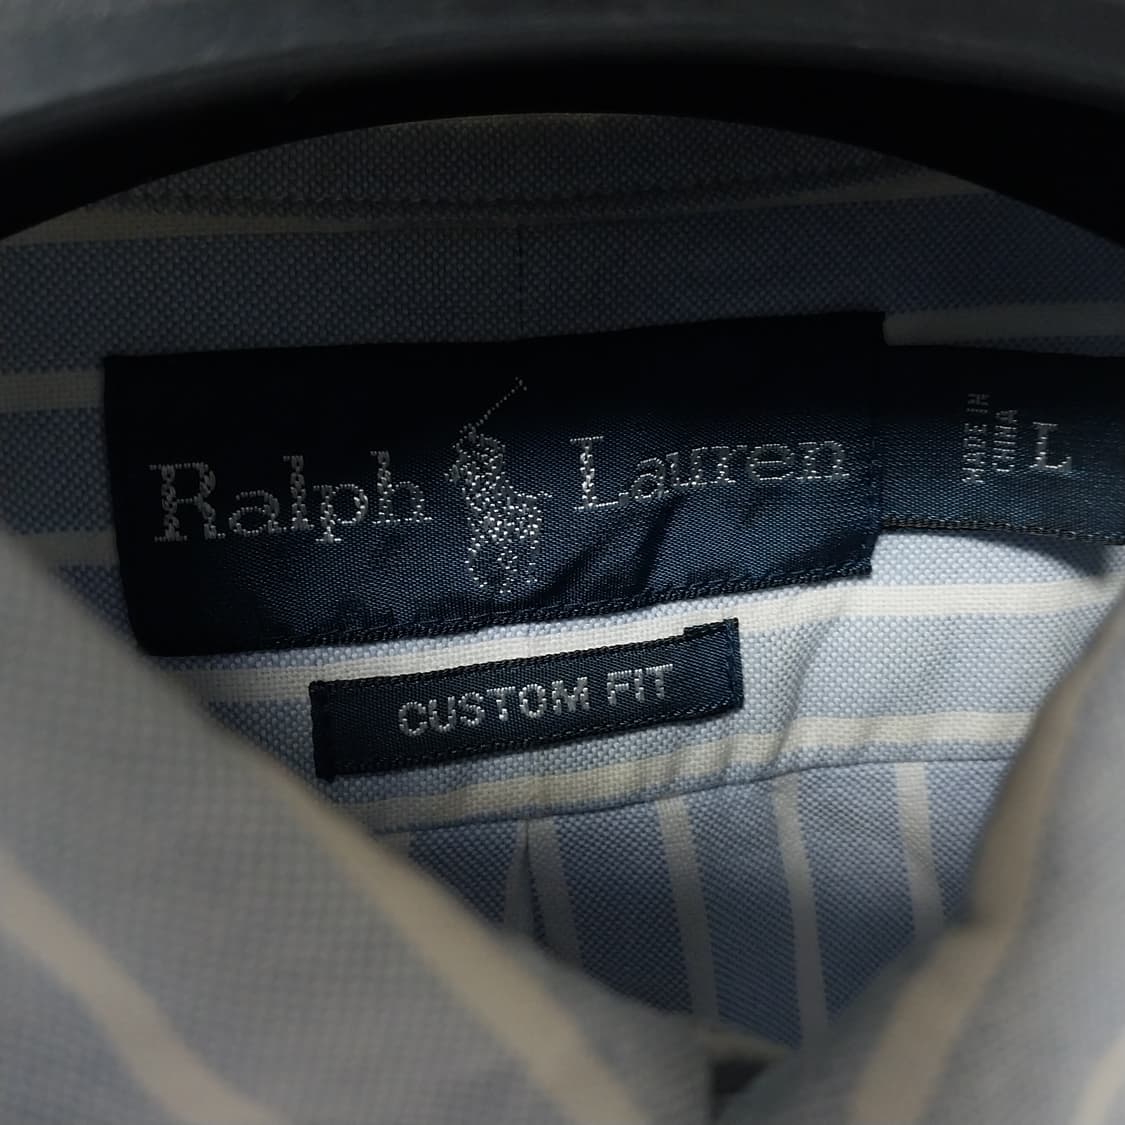 Ralph Lauren
MADE IN
CHINA
L
CUSTOM FIT